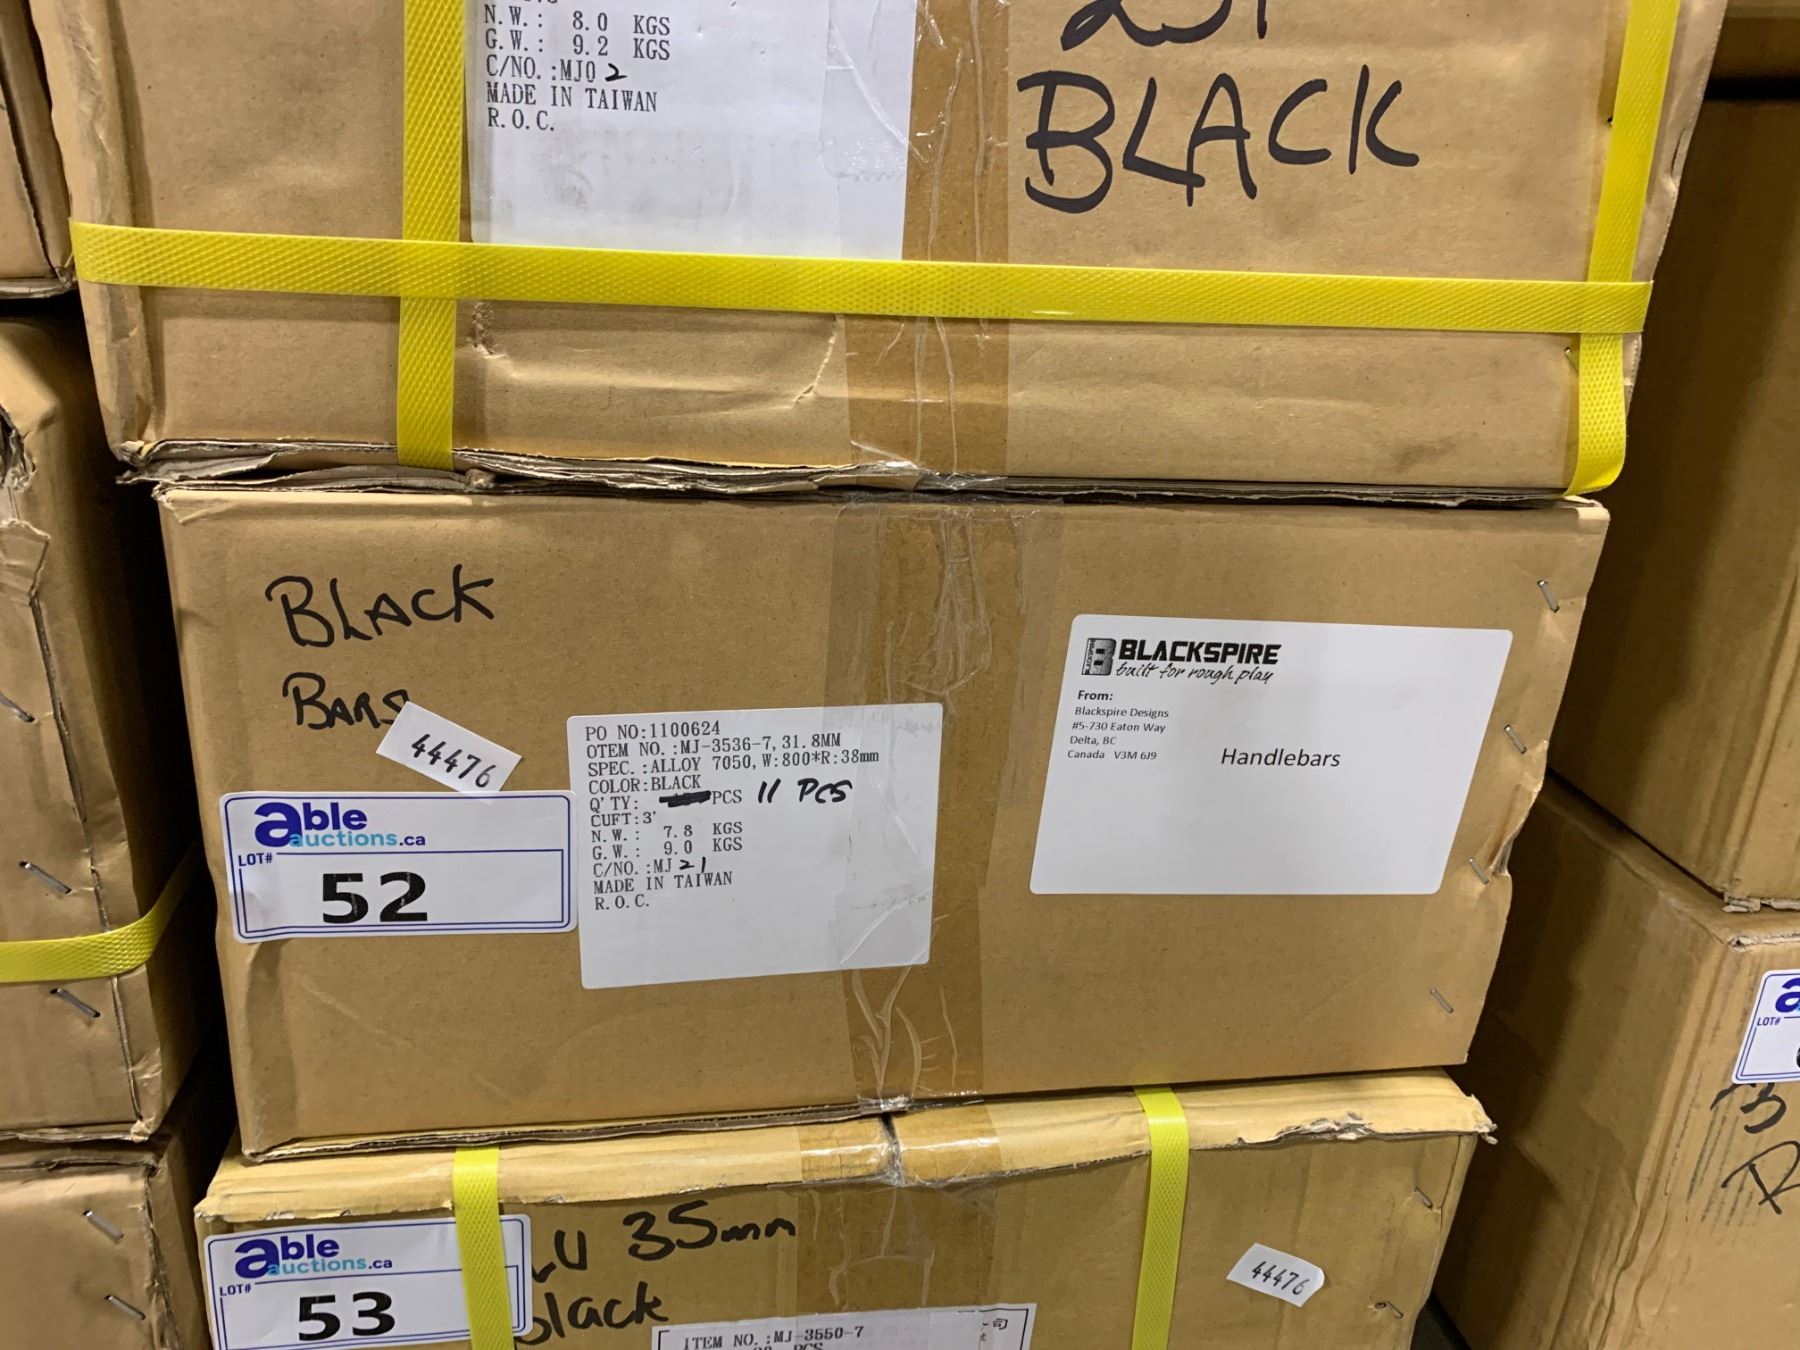 N.W.: 8.0 KGS
G.W.: 9.2 KGS
C/NO.:MJ02
MADE IN TAIWAN
R.O.C.
BLACK
BLACK
BARS
44476
able
auctions.ca
LOT#
52
PO NO:1100624
OTEM NO.:MJ-3536-7,31.8MM
SPEC.:ALLOY 7050,W:800*R:38mm
COLOR:BLACK
Q'TY: PCS 11 PCS
CUFT:3'
N.W.: 7.8 KGS
G.W.: 9.0 KGS
C/NO.:MJ21
MADE IN TAIWAN
R.O.C.
BLACKSPIRE
built for rough play
From:
Blackspire Designs
#5-730 Eaton Way
Delta, BC
Canada V3M 6J9
Handlebars
able
auctions.ca
LOT#
53
35mm
Black
44476
ITEM NO.:MJ-3550-7
PCS
司
LOT#
3
R